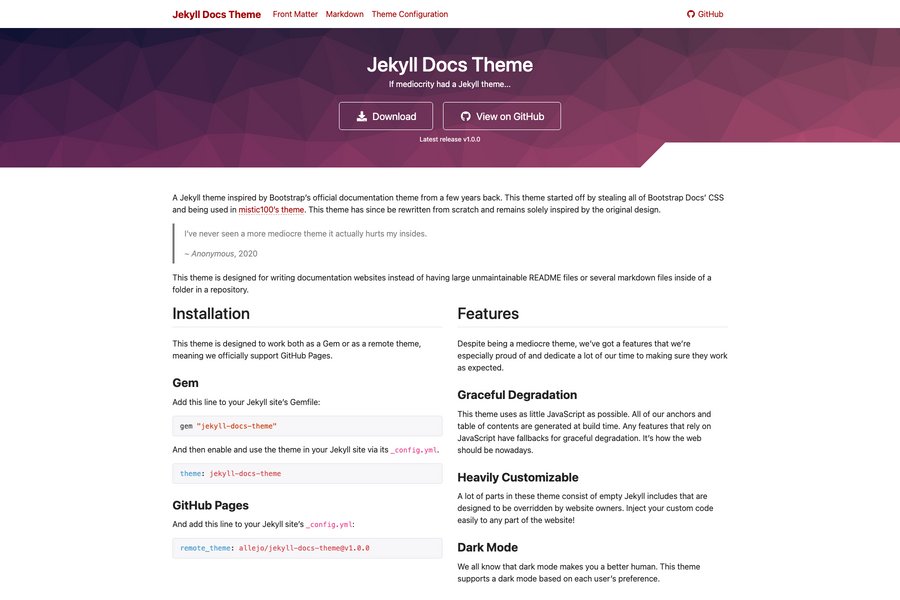 Jekyll Docs Theme Front Matter Markdown Theme Configuration GitHub
Jekyll Docs Theme
If mediocrity had a Jekyll theme...
Download View on GitHub
Latest release v1.0.0
A Jekyll theme inspired by Bootstrap's official documentation theme from a few years back. This theme started off by stealing all of Bootstrap Docs' CSS
and being used in mistic100's theme. This theme has since be rewritten from scratch and remains solely inspired by the original design.
I've never seen a more mediocre theme it actually hurts my insides.
~ Anonymous, 2020
This theme is designed for writing documentation websites instead of having large unmaintainable README files or several markdown files inside of a
folder in a repository.
Installation
This theme is designed to work both as a Gem or as a remote theme,
meaning we officially support GitHub Pages.
Gem
Add this line to your Jekyll site's Gemfile:
gem "jekyll-docs-theme"
And then enable and use the theme in your Jekyll site via its _config.yml.
theme: jekyll-docs-theme
GitHub Pages
And add this line to your Jekyll site's _config.yml:
remote_theme: allejo/jekyll-docs-theme@v1.0.0
Features
Despite being a mediocre theme, we've got a features that we're
especially proud of and dedicate a lot of our time to making sure they work
as expected.
Graceful Degradation
This theme uses as little JavaScript as possible. All of our anchors and
table of contents are generated at build time. Any features that rely on
JavaScript have fallbacks for graceful degradation. It's how the web
should be nowadays.
Heavily Customizable
A lot of parts in these theme consist of empty Jekyll includes that are
designed to be overridden by website owners. Inject your custom code
easily to any part of the website!
Dark Mode
We all know that dark mode makes you a better human. This theme
supports a dark mode based on each user's preference.